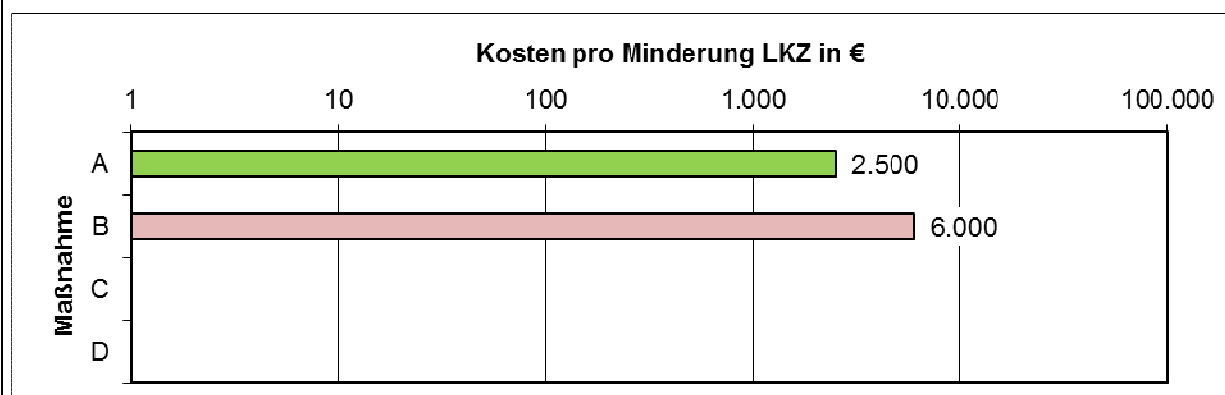 Kosten pro Minderung LKZ in €
1 10 100 1.000 10.000 100.000
Maßnahme
A 2.500
B 6.000
C
D